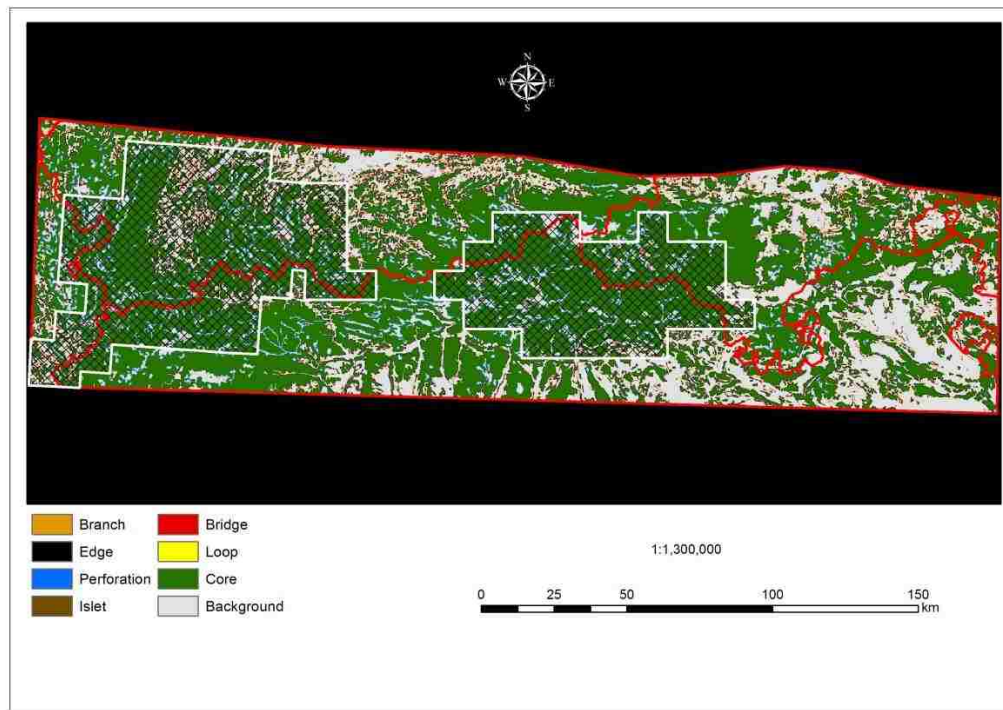 N
W E
S
Branch Bridge
Edge Loop
Perforation Core
Islet Background
1:1,300,000
0 25 50 100 150
km